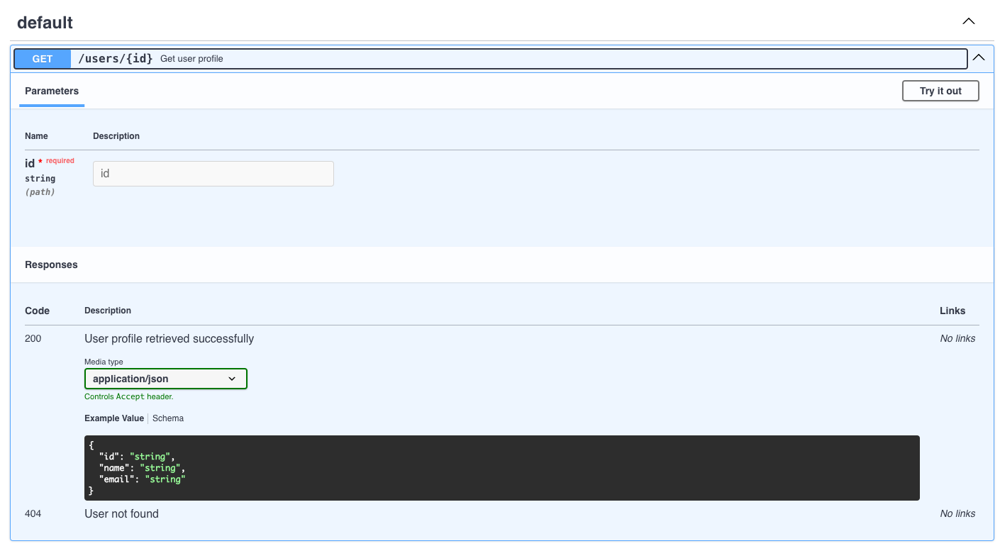 default
GET /users/{id} Get user profile
Parameters Try it out
Name Description
id * required
string
(path)
id
Responses
Code Description Links
200 User profile retrieved successfully No links
Media type
application/json
Controls Accept header.
Example Value Schema
{
  "id": "string",
  "name": "string",
  "email": "string"
}
404 User not found No links